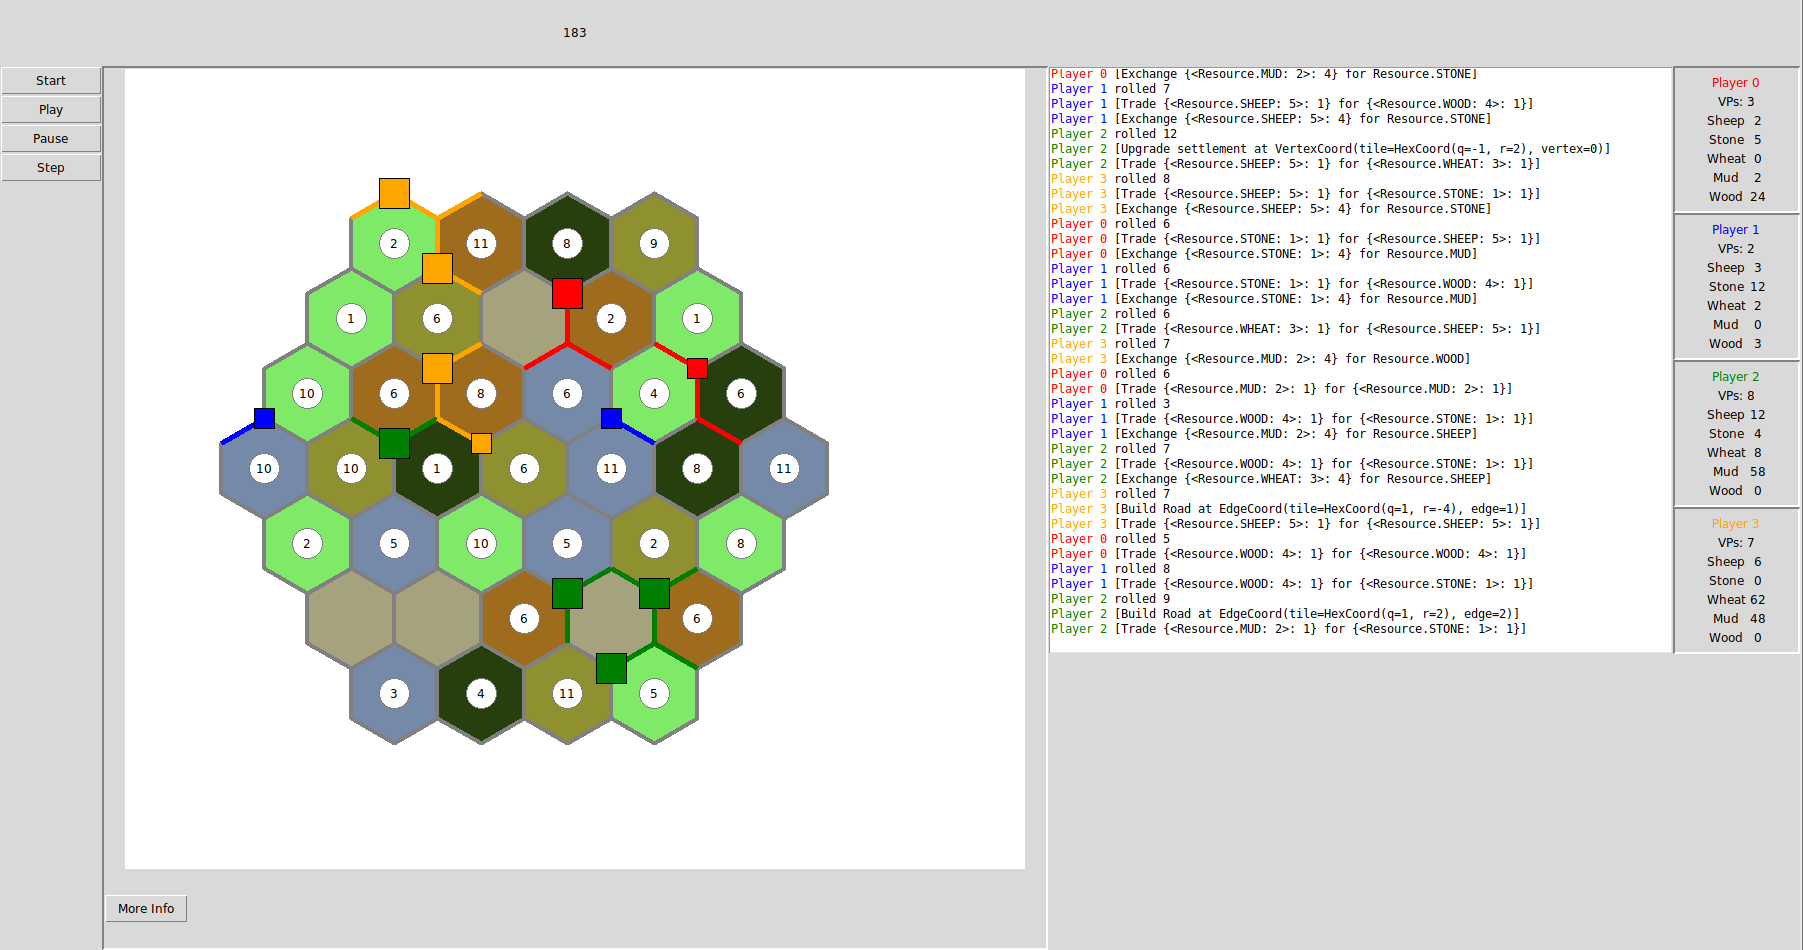 183
Start
Play
Pause
Step
2 11 8 9
1 6 2 1
10 6 8 6 4 6
10 10 1 6 11 8 11
2 5 10 5 2 8
6 6
3 4 11 5
More Info
Player 0 [Exchange {<Resource.MUD: 2>: 4} for Resource.STONE]
Player 1 rolled 7
Player 1 [Trade {<Resource.SHEEP: 5>: 1} for {<Resource.WOOD: 4>: 1}]
Player 1 [Exchange {<Resource.SHEEP: 5>: 4} for Resource.STONE]
Player 2 rolled 12
Player 2 [Upgrade settlement at VertexCoord(tile=HexCoord(q=-1, r=2), vertex=0)]
Player 2 [Trade {<Resource.SHEEP: 5>: 1} for {<Resource.WHEAT: 3>: 1}]
Player 3 rolled 8
Player 3 [Trade {<Resource.SHEEP: 5>: 1} for {<Resource.STONE: 1>: 1}]
Player 3 [Exchange {<Resource.SHEEP: 5>: 4} for Resource.STONE]
Player 0 rolled 6
Player 0 [Trade {<Resource.STONE: 1>: 1} for {<Resource.SHEEP: 5>: 1}]
Player 0 [Exchange {<Resource.STONE: 1>: 4} for Resource.MUD]
Player 1 rolled 6
Player 1 [Trade {<Resource.STONE: 1>: 1} for {<Resource.WOOD: 4>: 1}]
Player 1 [Exchange {<Resource.STONE: 1>: 4} for Resource.MUD]
Player 2 rolled 6
Player 2 [Trade {<Resource.WHEAT: 3>: 1} for {<Resource.SHEEP: 5>: 1}]
Player 3 rolled 7
Player 3 [Exchange {<Resource.MUD: 2>: 4} for Resource.WOOD]
Player 0 rolled 6
Player 0 [Trade {<Resource.MUD: 2>: 1} for {<Resource.MUD: 2>: 1}]
Player 1 rolled 3
Player 1 [Trade {<Resource.WOOD: 4>: 1} for {<Resource.STONE: 1>: 1}]
Player 1 [Exchange {<Resource.MUD: 2>: 4} for Resource.SHEEP]
Player 2 rolled 7
Player 2 [Trade {<Resource.WOOD: 4>: 1} for {<Resource.STONE: 1>: 1}]
Player 2 [Exchange {<Resource.WHEAT: 3>: 4} for Resource.SHEEP]
Player 3 rolled 7
Player 3 [Build Road at EdgeCoord(tile=HexCoord(q=1, r=-4), edge=1)]
Player 3 [Trade {<Resource.SHEEP: 5>: 1} for {<Resource.SHEEP: 5>: 1}]
Player 0 rolled 5
Player 0 [Trade {<Resource.WOOD: 4>: 1} for {<Resource.WOOD: 4>: 1}]
Player 1 rolled 8
Player 1 [Trade {<Resource.WOOD: 4>: 1} for {<Resource.STONE: 1>: 1}]
Player 2 rolled 9
Player 2 [Build Road at EdgeCoord(tile=HexCoord(q=1, r=2), edge=2)]
Player 2 [Trade {<Resource.MUD: 2>: 1} for {<Resource.STONE: 1>: 1}]
Player 0
VPs: 3
Sheep 2
Stone 5
Wheat 0
Mud 2
Wood 24
Player 1
VPs: 2
Sheep 3
Stone 12
Wheat 2
Mud 0
Wood 3
Player 2
VPs: 8
Sheep 12
Stone 4
Wheat 8
Mud 58
Wood 0
Player 3
VPs: 7
Sheep 6
Stone 0
Wheat 62
Mud 48
Wood 0